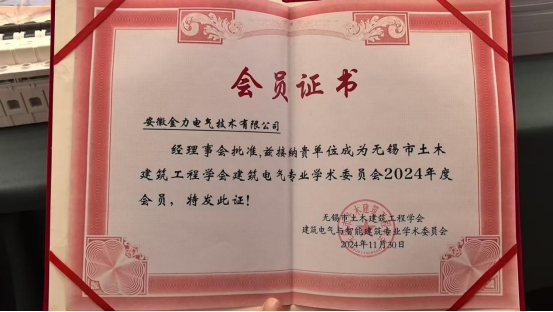 会员证书
安徽金力电气技术有限公司
经理事会批准,兹接纳贵单位成为无锡市土木
建筑工程学会建筑电气专业学术委员会2024年度
会员，特发此证!
无锡市土木建筑工程学会
建筑电气与智能建筑专业学术委员会
2024年11月30日